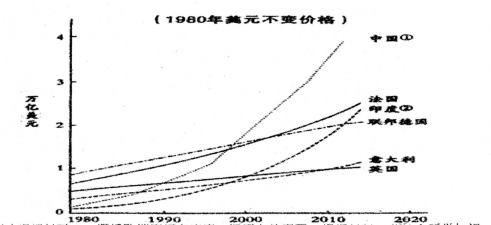 （1980年美元不变价格）
4
中国①
3
万亿美元
法国
印度②
2
联邦德国
意大利
1
英国
0
1980 1990 2000 2010 2020